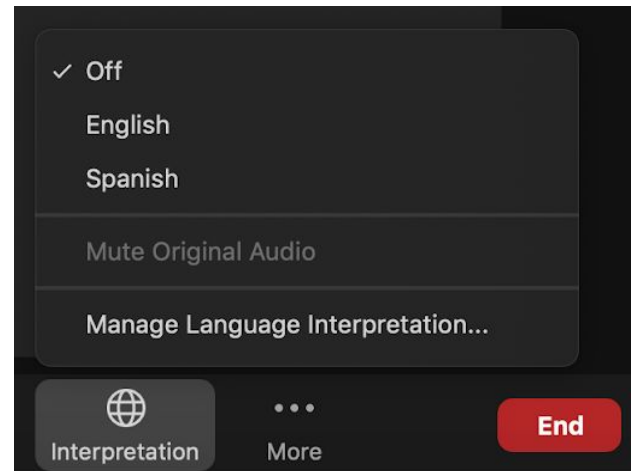 Off
English
Spanish
Mute Original Audio
Manage Language Interpretation...
Interpretation
More
End